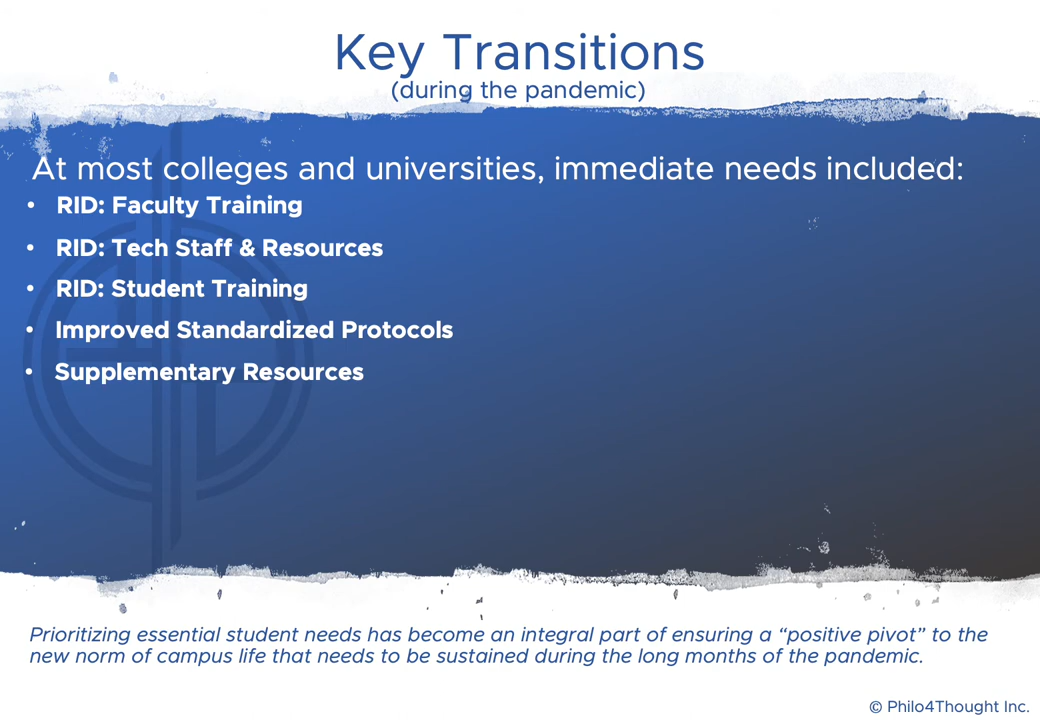 Key Transitions
(during the pandemic)
At most colleges and universities, immediate needs included:
• RID: Faculty Training
• RID: Tech Staff & Resources
• RID: Student Training
• Improved Standardized Protocols
• Supplementary Resources
Prioritizing essential student needs has become an integral part of ensuring a “positive pivot” to the
new norm of campus life that needs to be sustained during the long months of the pandemic.
© Philo4Thought Inc.